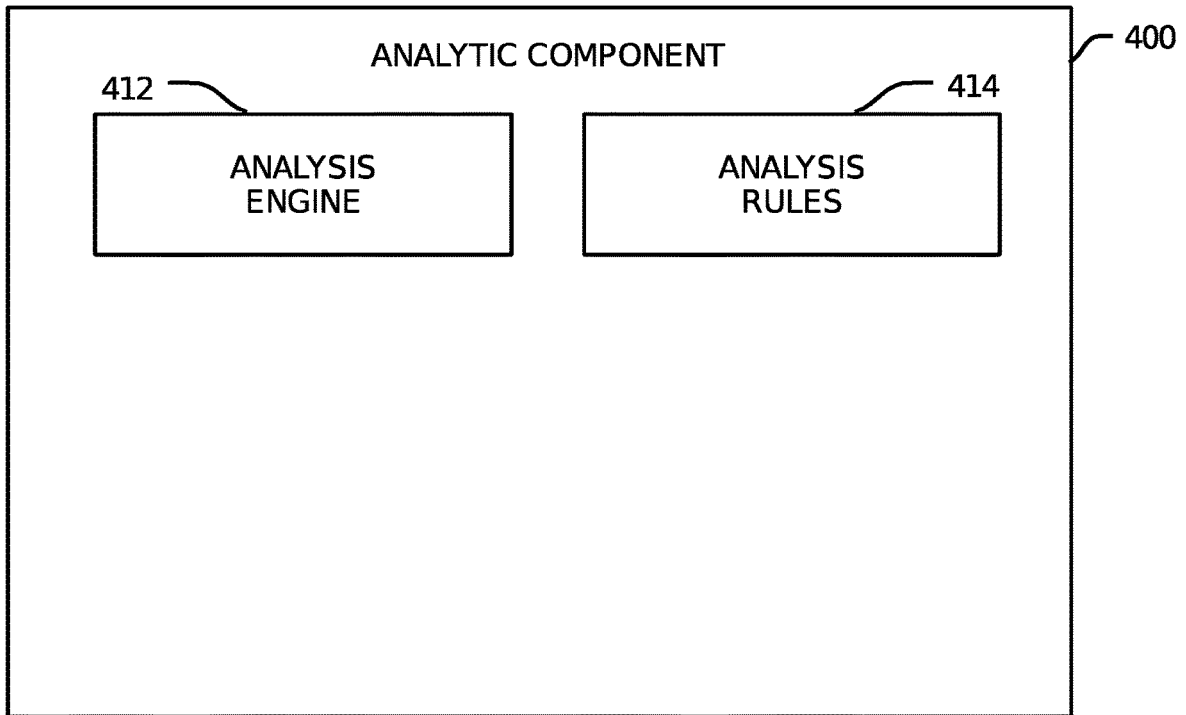 ANALYTIC COMPONENT
400
412
414
ANALYSIS
ENGINE
ANALYSIS
RULES